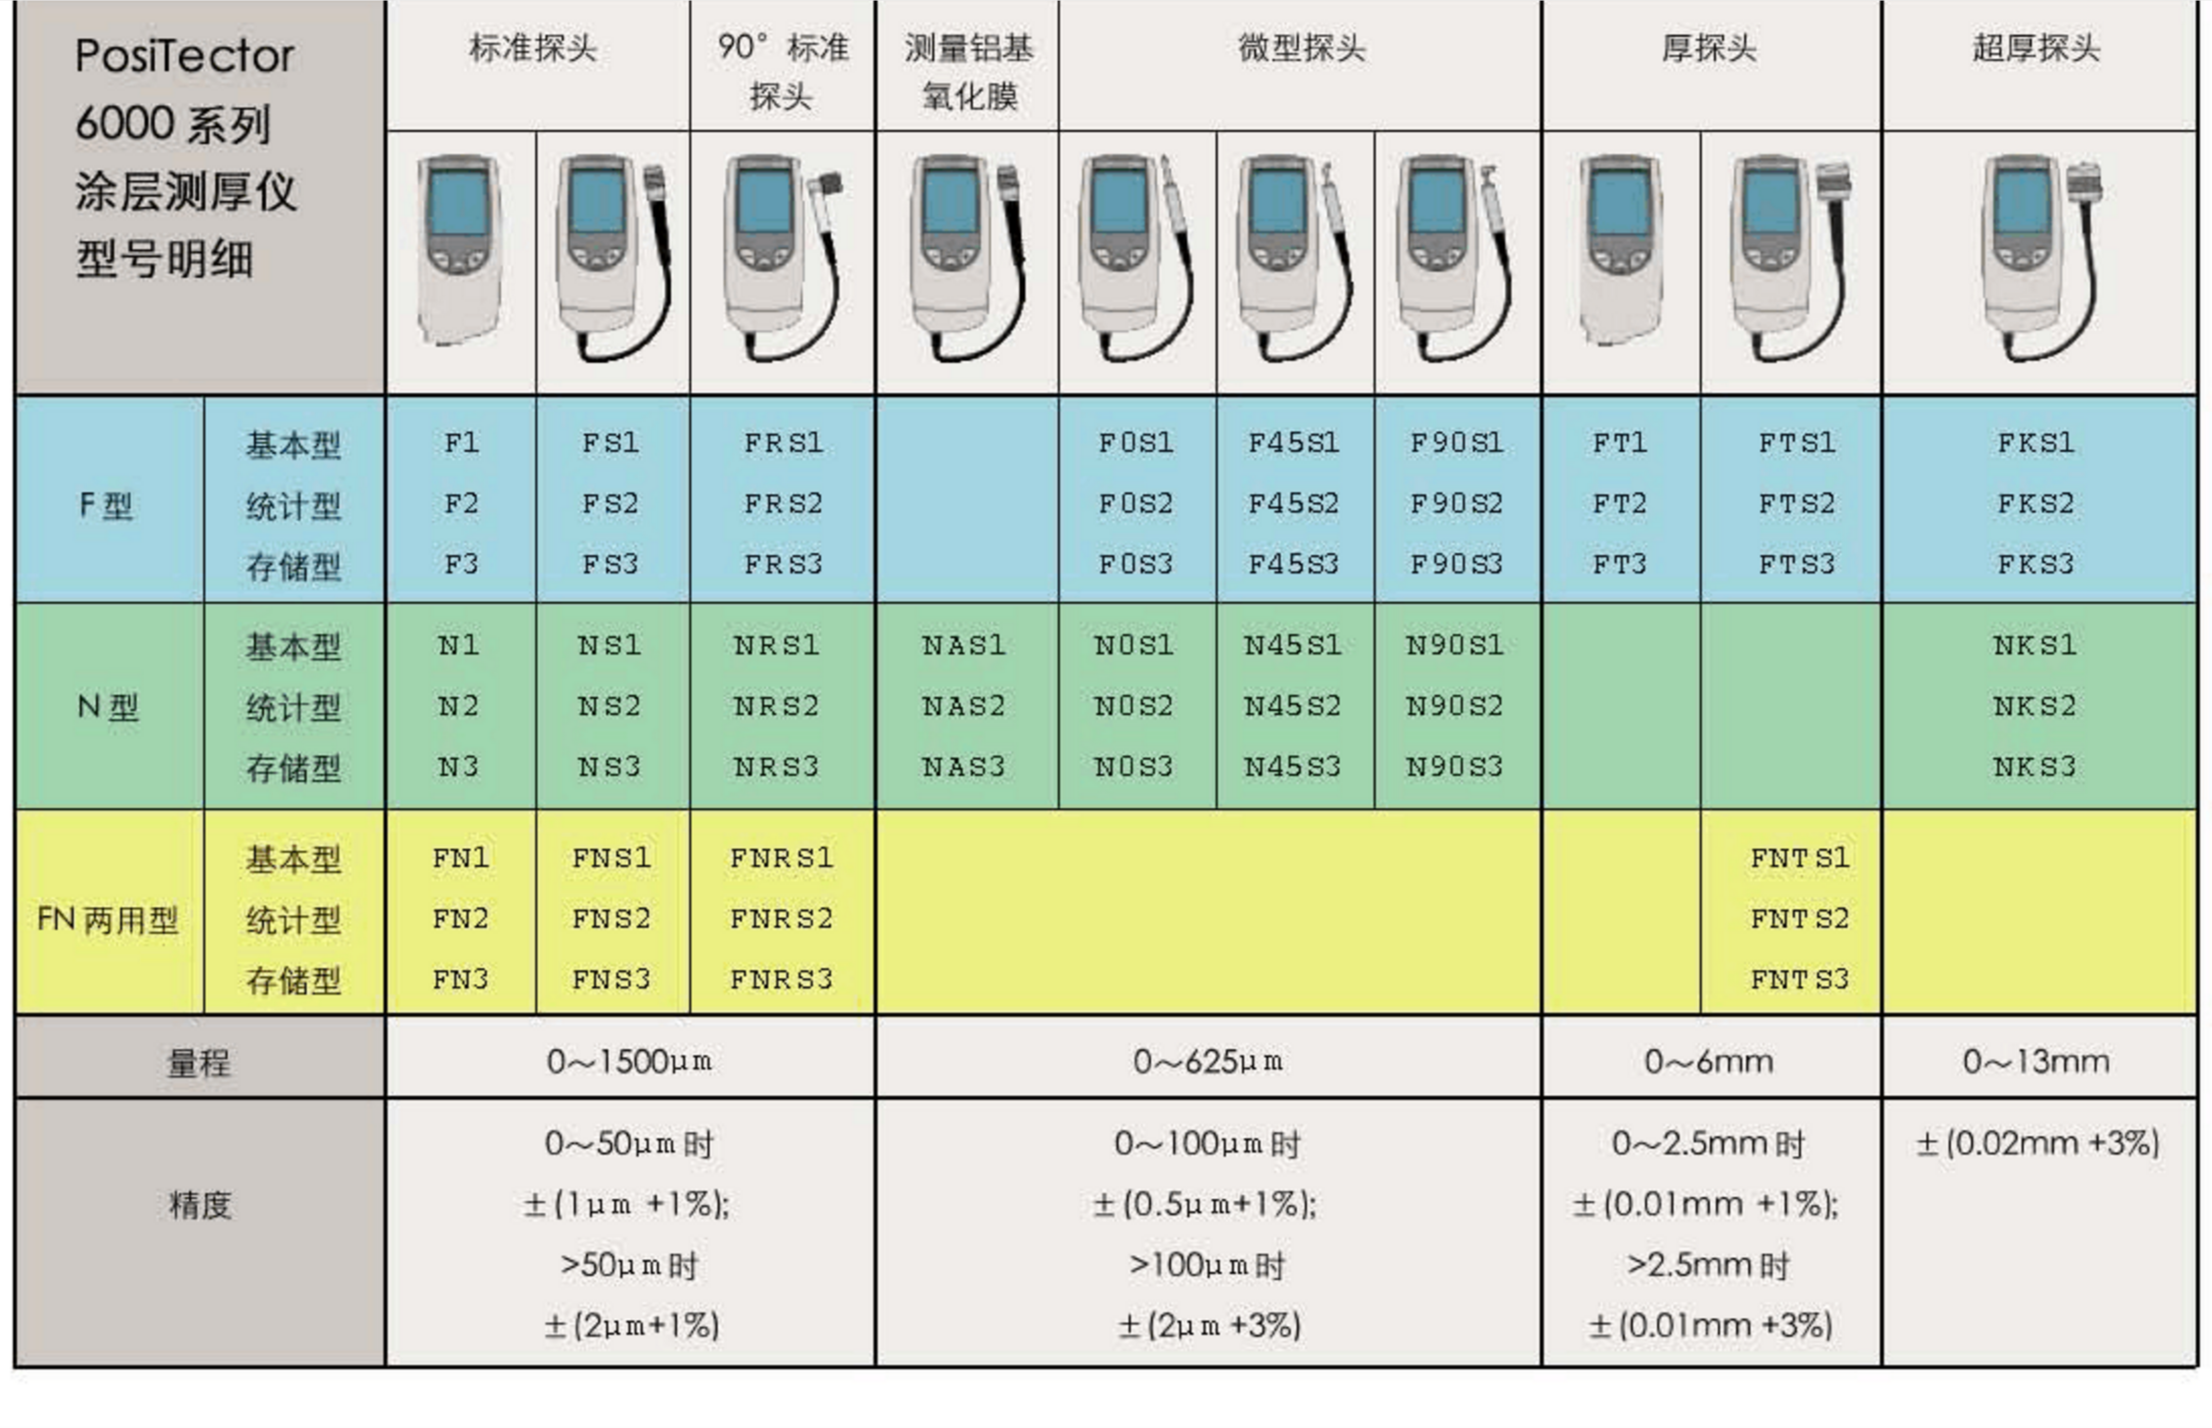 PosiTector
6000 系列
涂层测厚仪
型号明细
标准探头
90°标准
探头
测量铝基
氧化膜
微型探头
厚探头
超厚探头
F 型
基本型 F1 FS1 FRS1 F0S1 F45S1 F90S1 FT1 FTS1 FKS1
统计型 F2 FS2 FRS2 F0S2 F45S2 F90S2 FT2 FTS2 FKS2
存储型 F3 FS3 FRS3 F0S3 F45S3 F90S3 FT3 FTS3 FKS3
N 型
基本型 N1 NS1 NRS1 NAS1 N0S1 N45S1 N90S1 NKS1
统计型 N2 NS2 NRS2 NAS2 N0S2 N45S2 N90S2 NKS2
存储型 N3 NS3 NRS3 NAS3 N0S3 N45S3 N90S3 NKS3
FN 两用型
基本型 FN1 FNS1 FNRS1 FNTS1
统计型 FN2 FNS2 FNRS2 FNTS2
存储型 FN3 FNS3 FNRS3 FNTS3
量程 0～1500μm 0～625μm 0～6mm 0～13mm
精度
0～50μm 时
±(1μm +1%);
>50μm 时
±(2μm+1%)
0～100μm 时
±(0.5μm+1%);
>100μm 时
±(2μm +3%)
0～2.5mm 时
±(0.01mm +1%);
>2.5mm 时
±(0.01mm +3%)
±(0.02mm +3%)